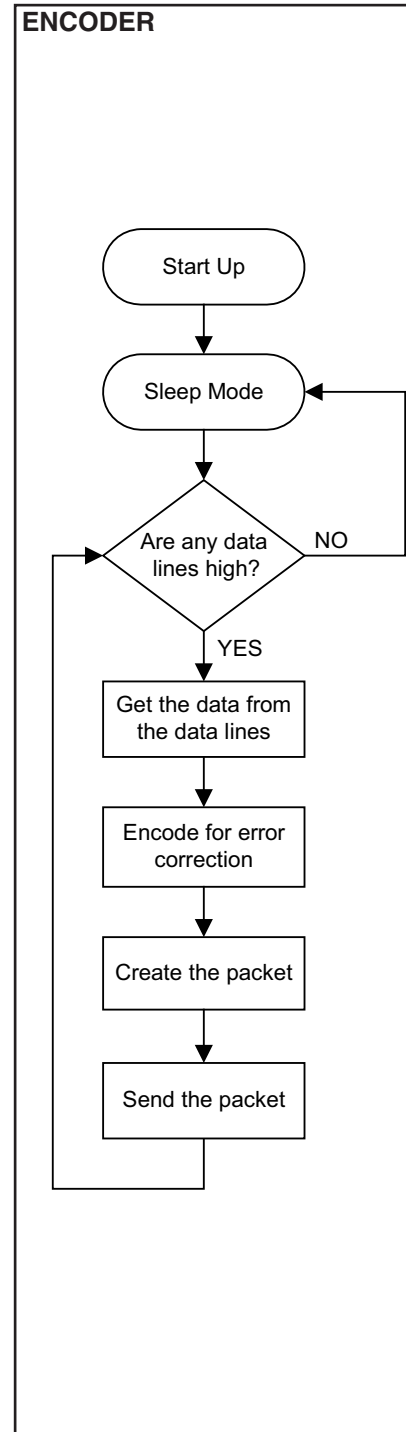 ENCODER
Start Up
Sleep Mode
Are any data
lines high?
NO
YES
Get the data from
the data lines
Encode for error
correction
Create the packet
Send the packet